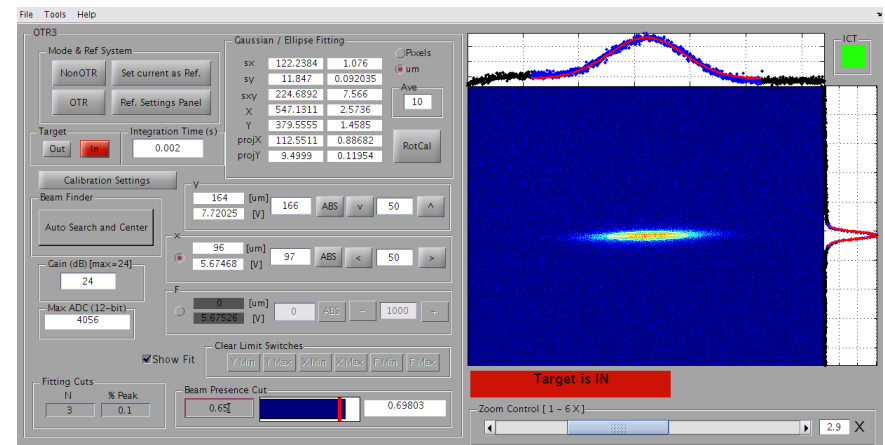 File Tools Help
OTR3
Mode & Ref System
NonOTR Set current as Ref.
OTR Ref. Settings Panel
Target
Out In
Integration Time (s)
0.002
Gaussian / Ellipse Fitting
sx 122.2384 1.076
sy 11.847 0.092035
sxy 224.6892 7.566
X 547.1311 2.5736
Y 379.5555 1.4585
projX 112.5511 0.88682
projY 9.4999 0.11954
Pixels
um
Ave
10
RotCal
Calibration Settings
Beam Finder
Auto Search and Center
Gain (dB) [max=24]
24
Max ADC (12-bit)
4056
y
164 [um] 166 ABS v 50 ^
7.72025 [V]
X
96 [um] 97 ABS < 50 >
5.67468 [V]
F
0 [um] 0 ABS - 1000 +
5.67526 [V]
Show Fit
Clear Limit Switches
Y Min Y Max X Min X Max F Min F Max
Fitting Cuts
N % Peak
3 0.1
Beam Presence Cut
0.65 0.69803
ICT
Target is IN
Zoom Control [ 1 - 6 X ]
2.9 X